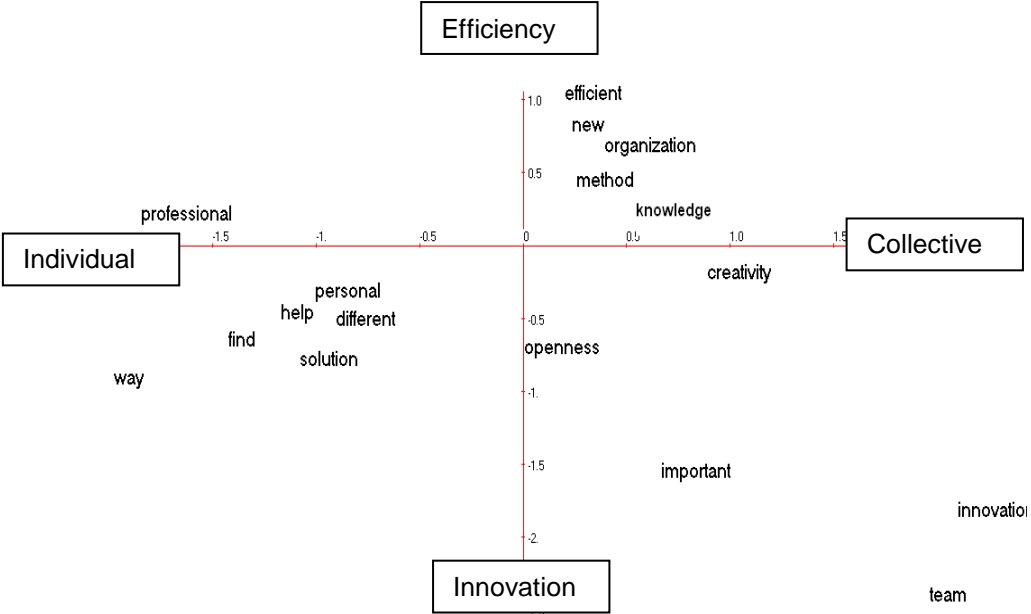 Efficiency
efficient
1.0
new
organization
0.5
method
knowledge
professional
-1.5
-1.
-0.5
0
0.5
1.0
1.5
Individual
Collective
creativity
personal
help
different
-0.5
find
openness
solution
way
-1.
important
-1.5
innovation
-2.
Innovation
team